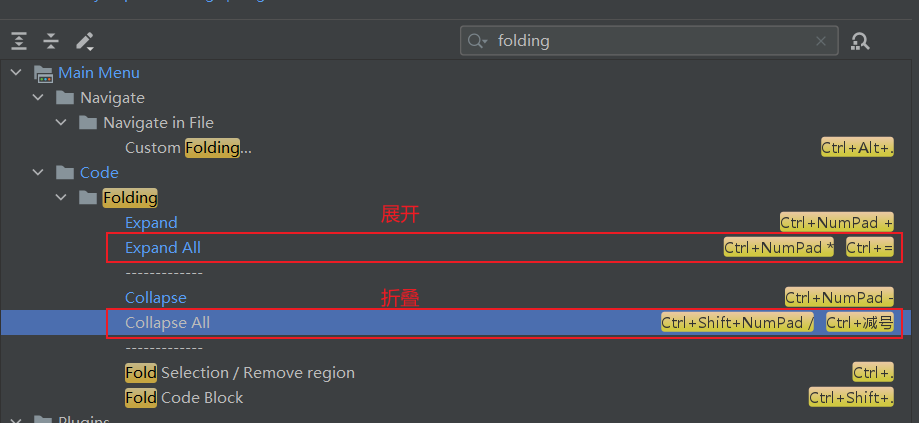 folding
Main Menu
Navigate
Navigate in File
Custom Folding... Ctrl+Alt+.
Code
Folding
展开
Expand Ctrl+NumPad +
Expand All Ctrl+NumPad * Ctrl+=
-------------
折叠
Collapse Ctrl+NumPad -
Collapse All Ctrl+Shift+NumPad / Ctrl+减号
-------------
Fold Selection / Remove region Ctrl+.
Fold Code Block Ctrl+Shift+.
Plugins